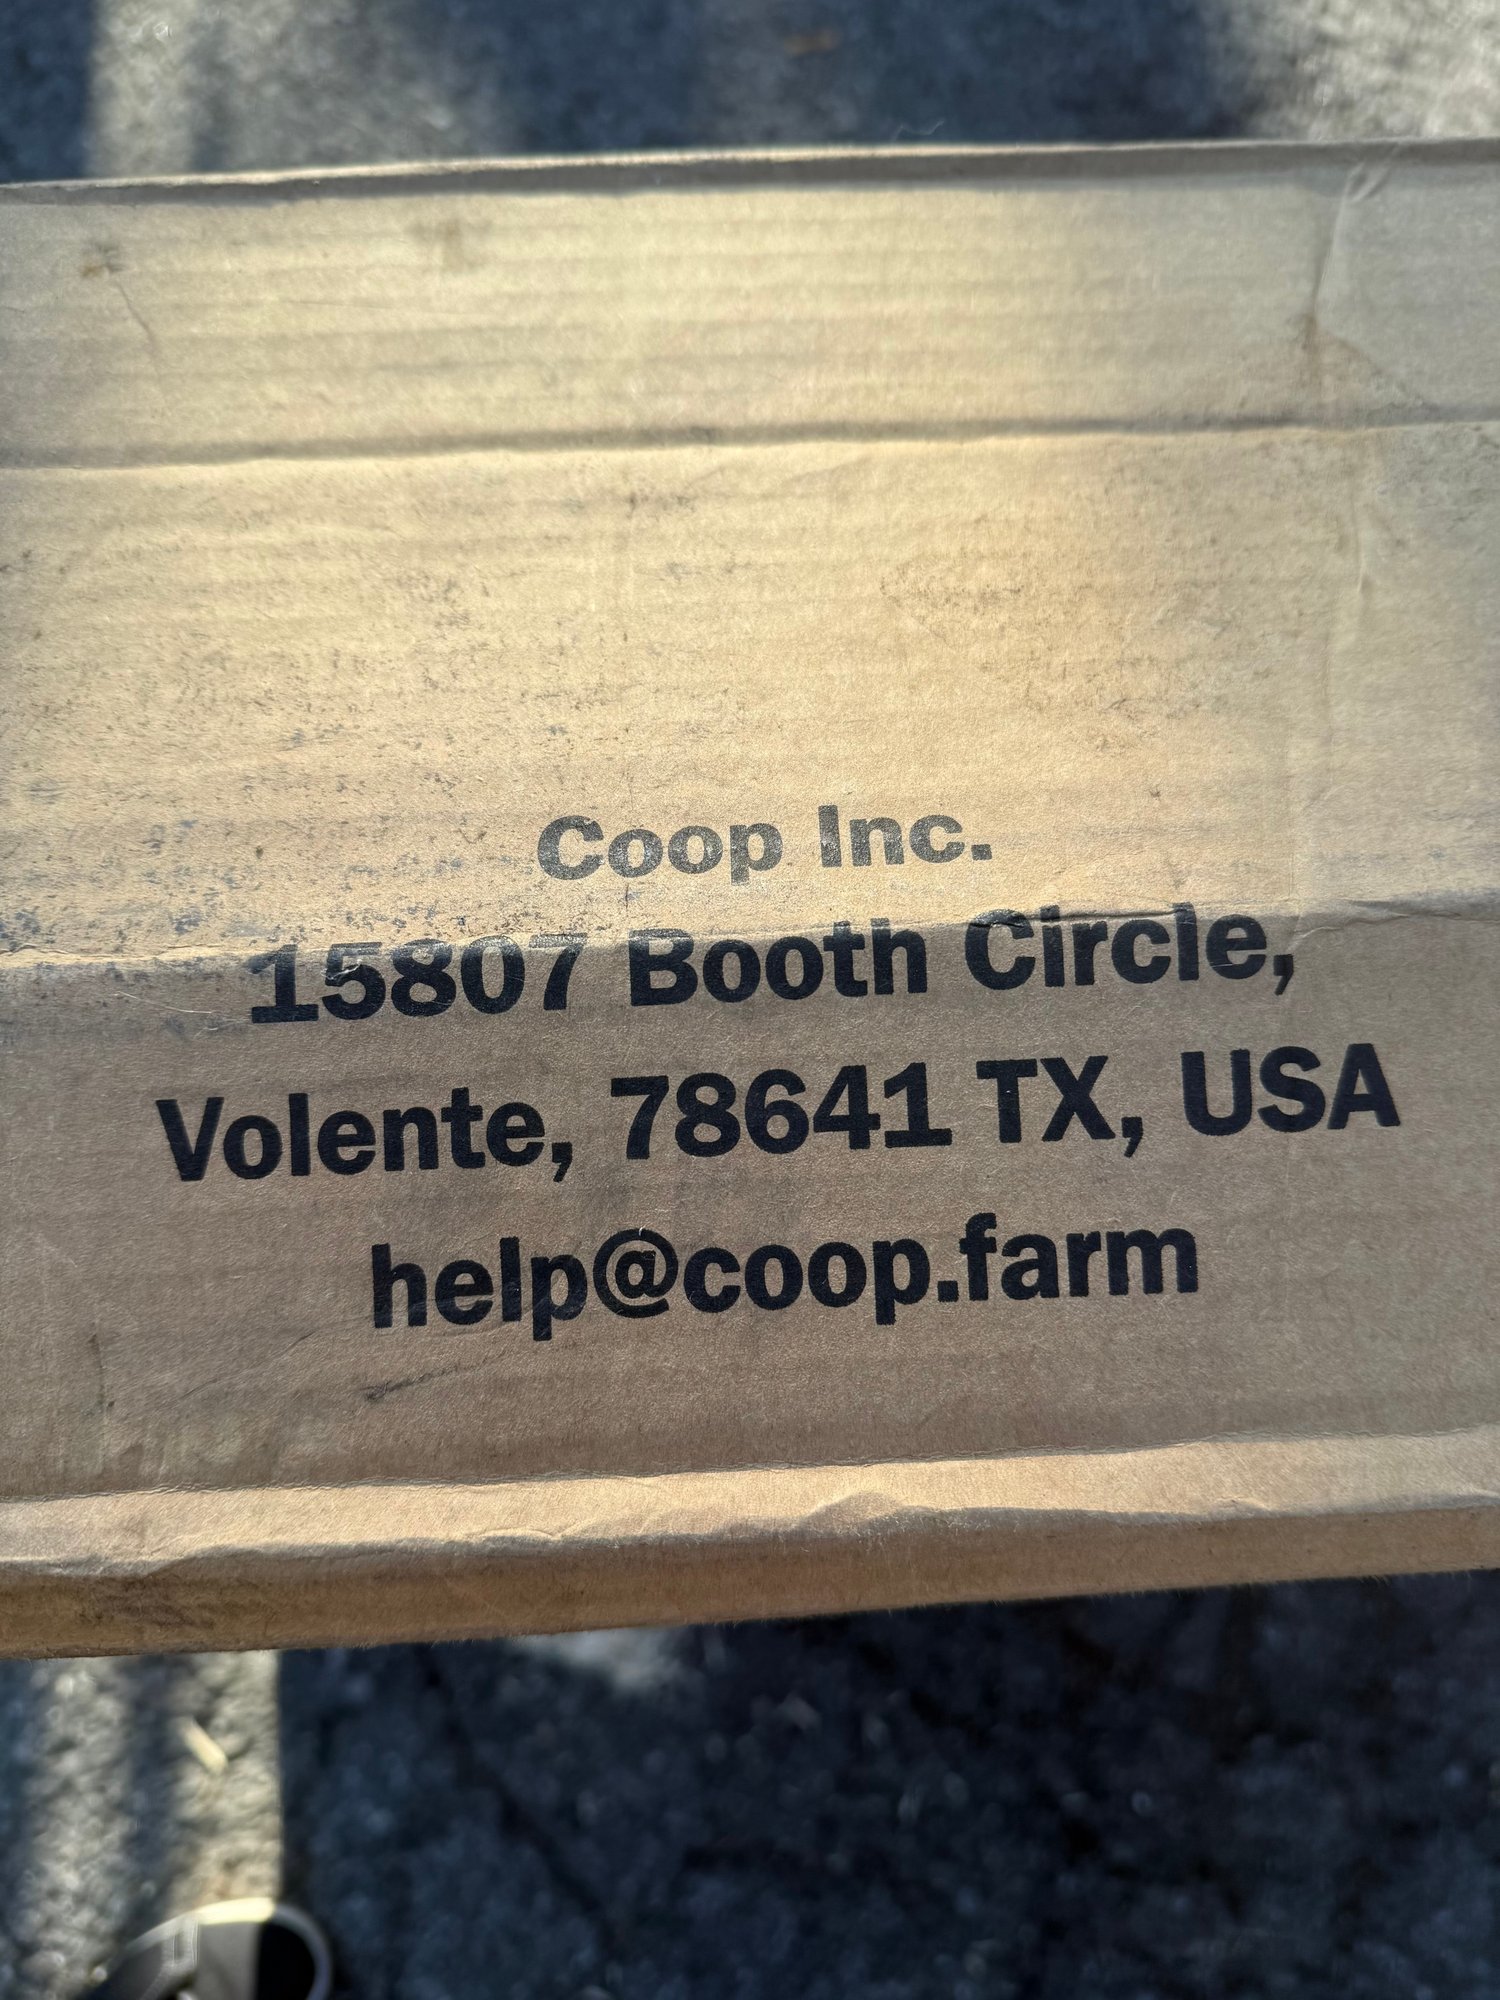 Coop Inc.
15807 Booth Circle,
Volente, 78641 TX, USA
help@coop.farm